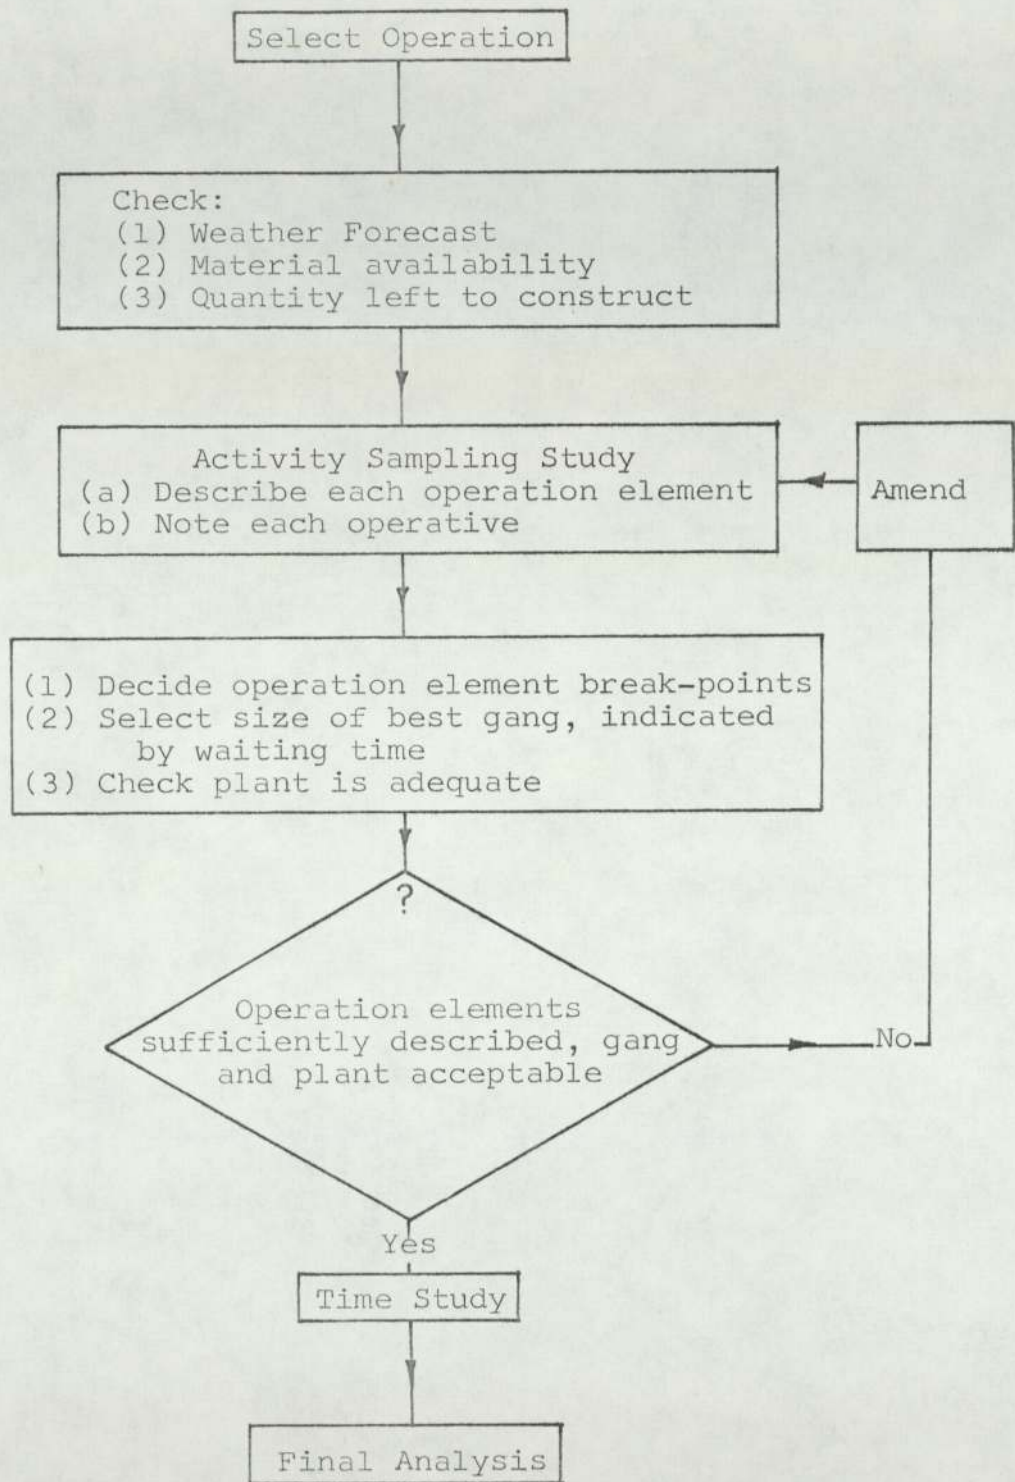 Select Operation
Check:
(1) Weather Forecast
(2) Material availability
(3) Quantity left to construct
Activity Sampling Study
(a) Describe each operation element
(b) Note each operative
Amend
(1) Decide operation element break-points
(2) Select size of best gang, indicated
by waiting time
(3) Check plant is adequate
?
Operation elements
sufficiently described, gang
and plant acceptable
No
Yes
Time Study
Final Analysis